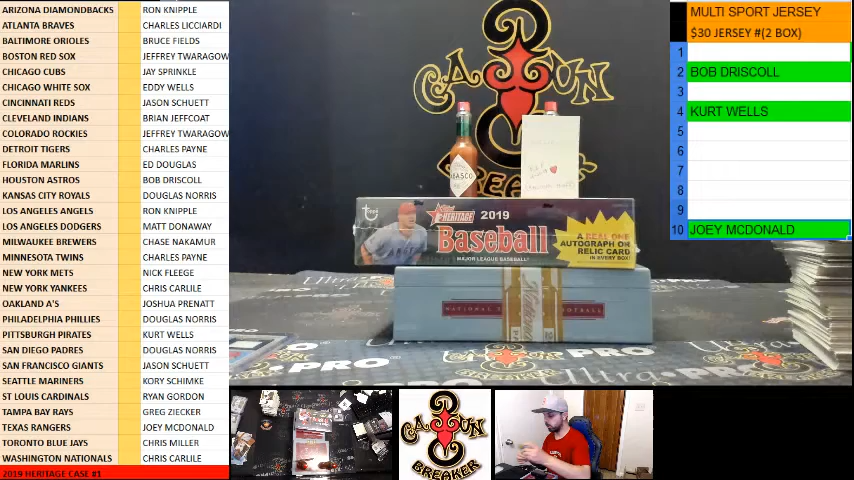 ARIZONA DIAMONDBACKS RON KNIPPLE
ATLANTA BRAVES CHARLES LICCIARDI
BALTIMORE ORIOLES BRUCE FIELDS
BOSTON RED SOX JEFFREY TWARAGOW
CHICAGO CUBS JAY SPRINKLE
CHICAGO WHITE SOX EDDY WELLS
CINCINNATI REDS JASON SCHUETT
CLEVELAND INDIANS BRIAN JEFFCOAT
COLORADO ROCKIES JEFFREY TWARAGOW
DETROIT TIGERS CHARLES PAYNE
FLORIDA MARLINS ED DOUGLAS
HOUSTON ASTROS BOB DRISCOLL
KANSAS CITY ROYALS DOUGLAS NORRIS
LOS ANGELES ANGELS RON KNIPPLE
LOS ANGELES DODGERS MATT DONAWAY
MILWAUKEE BREWERS CHASE NAKAMUR
MINNESOTA TWINS CHARLES PAYNE
NEW YORK METS NICK FLEEGE
NEW YORK YANKEES CHRIS CARLILE
OAKLAND A'S JOSHUA PRENATT
PHILADELPHIA PHILLIES DOUGLAS NORRIS
PITTSBURGH PIRATES KURT WELLS
SAN DIEGO PADRES DOUGLAS NORRIS
SAN FRANCISCO GIANTS JASON SCHUETT
SEATTLE MARINERS KORY SCHIMKE
ST LOUIS CARDINALS RYAN GORDON
TAMPA BAY RAYS GREG ZIECKER
TEXAS RANGERS JOEY MCDONALD
TORONTO BLUE JAYS CHRIS MILLER
WASHINGTON NATIONALS CHRIS CARLILE
2019 HERITAGE CASE #1
CAJUN
BREAKER
TABASCO
Topps
HERITAGE 2019
Baseball
MAJOR LEAGUE BASEBALL
A REAL ONE
AUTOGRAPH OR
RELIC CARD
IN EVERY BOX!
NATIONAL
FOOTBALL
Ultra PRO
CAJUN
BREAKER
MULTI SPORT JERSEY
$30 JERSEY #(2 BOX)
1
2 BOB DRISCOLL
3
4 KURT WELLS
5
6
7
8
9
10 JOEY MCDONALD